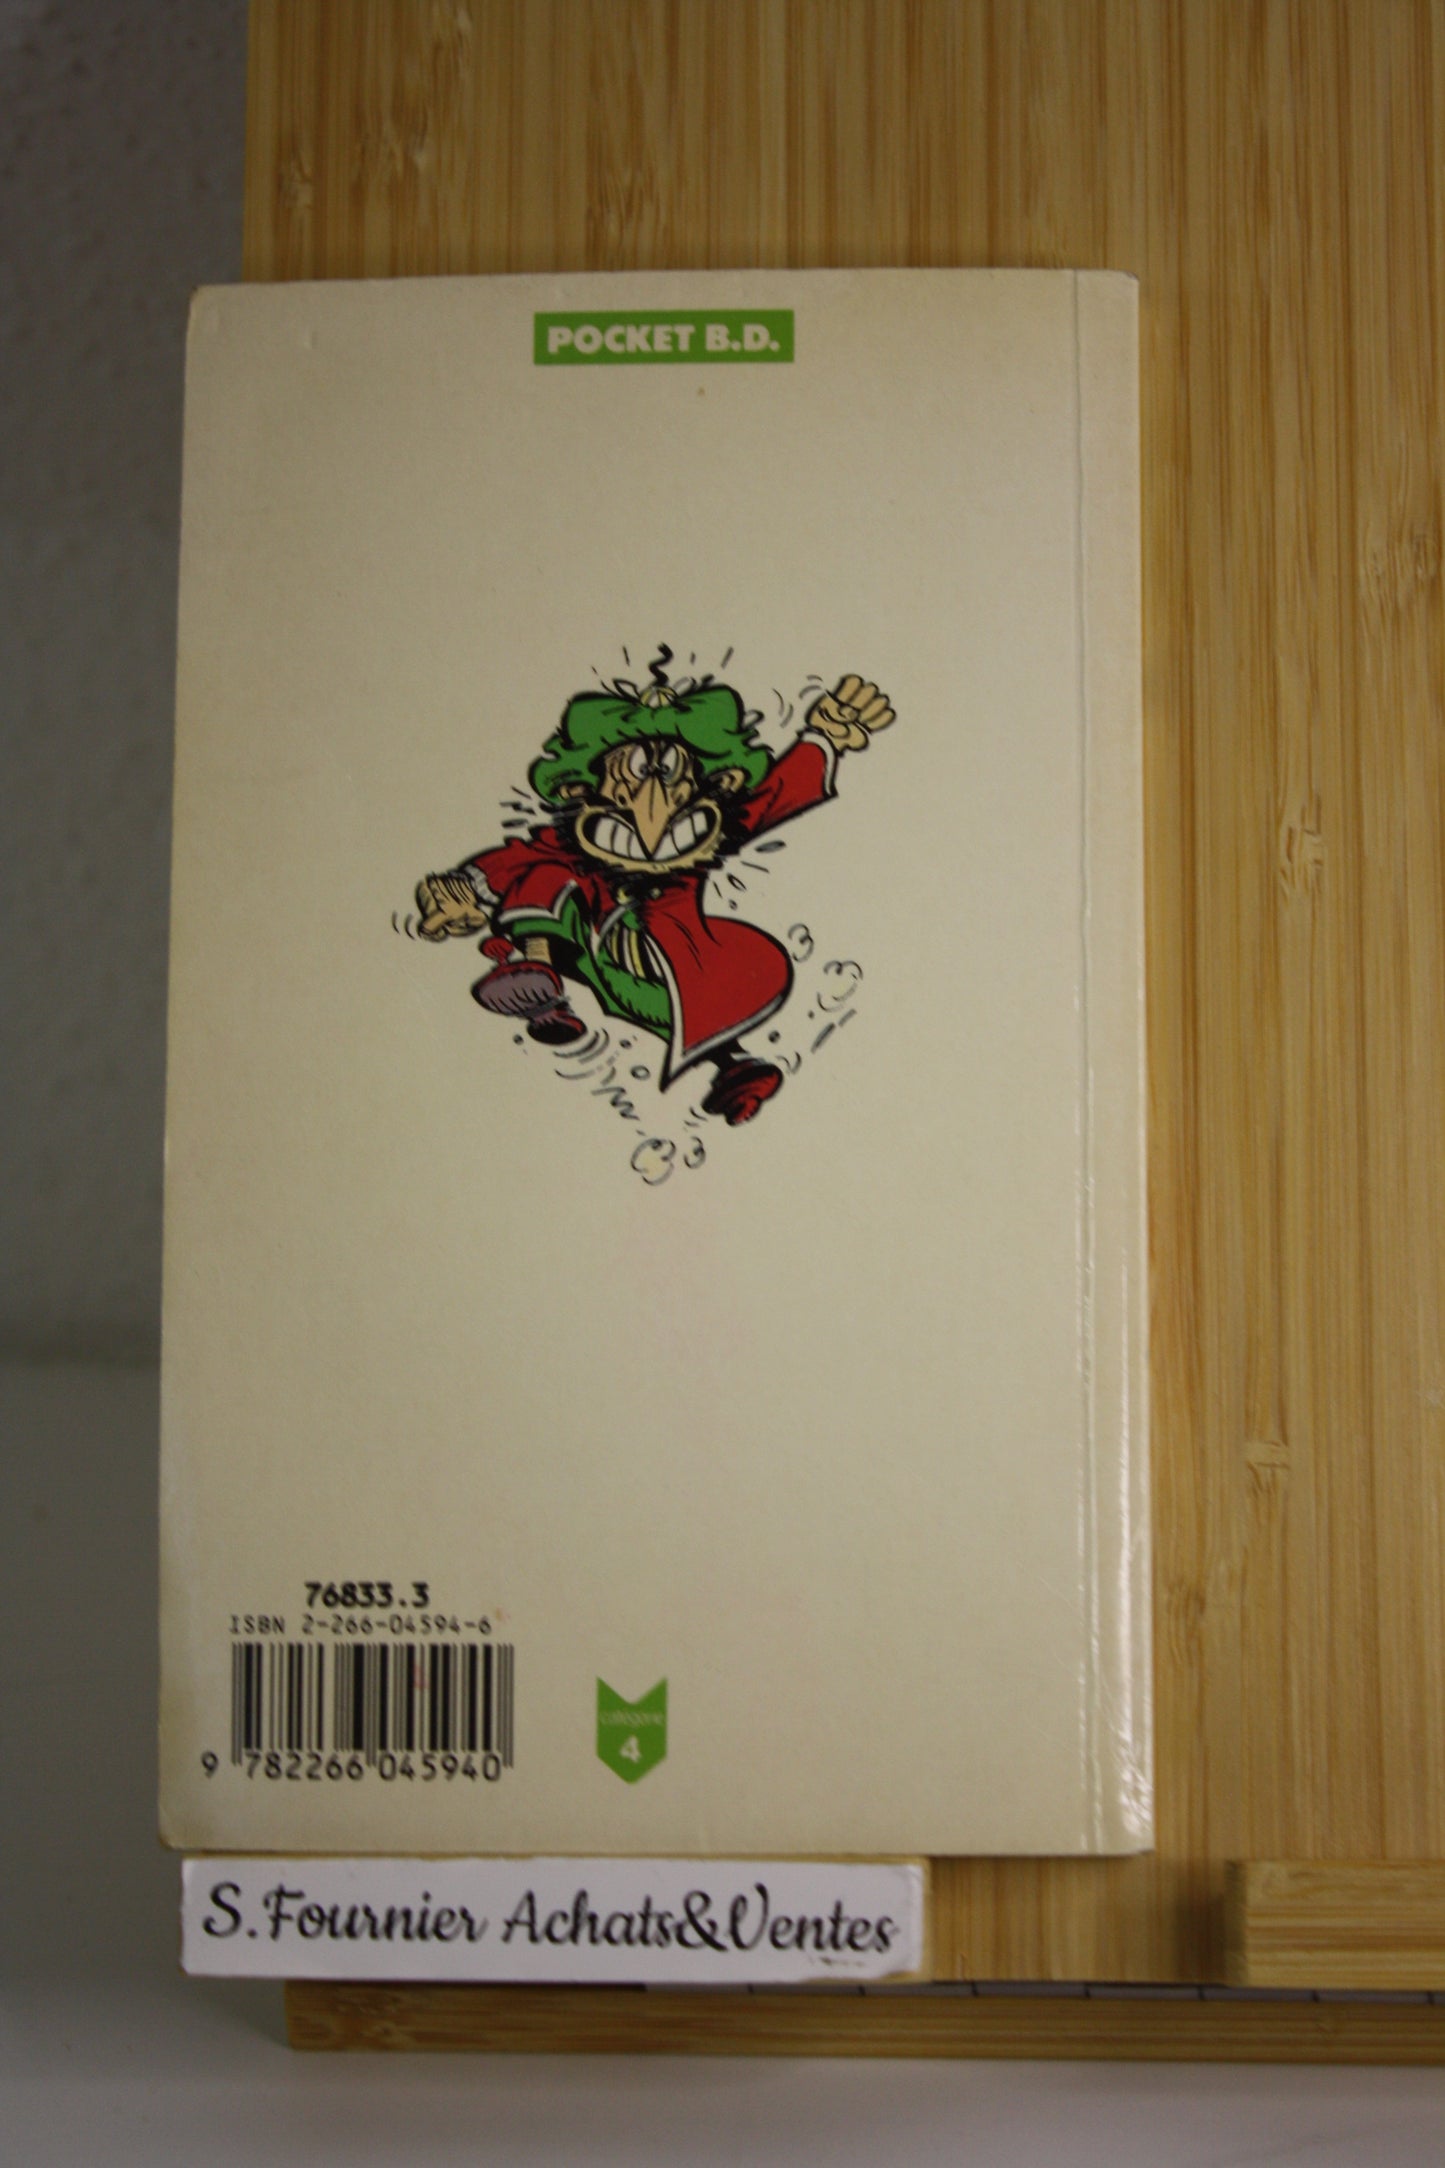 POCKET B.D.
76833.3
ISBN 2-266-04594-6
9 782266 045940
catégorie
4
S.Fournier Achats&Ventes